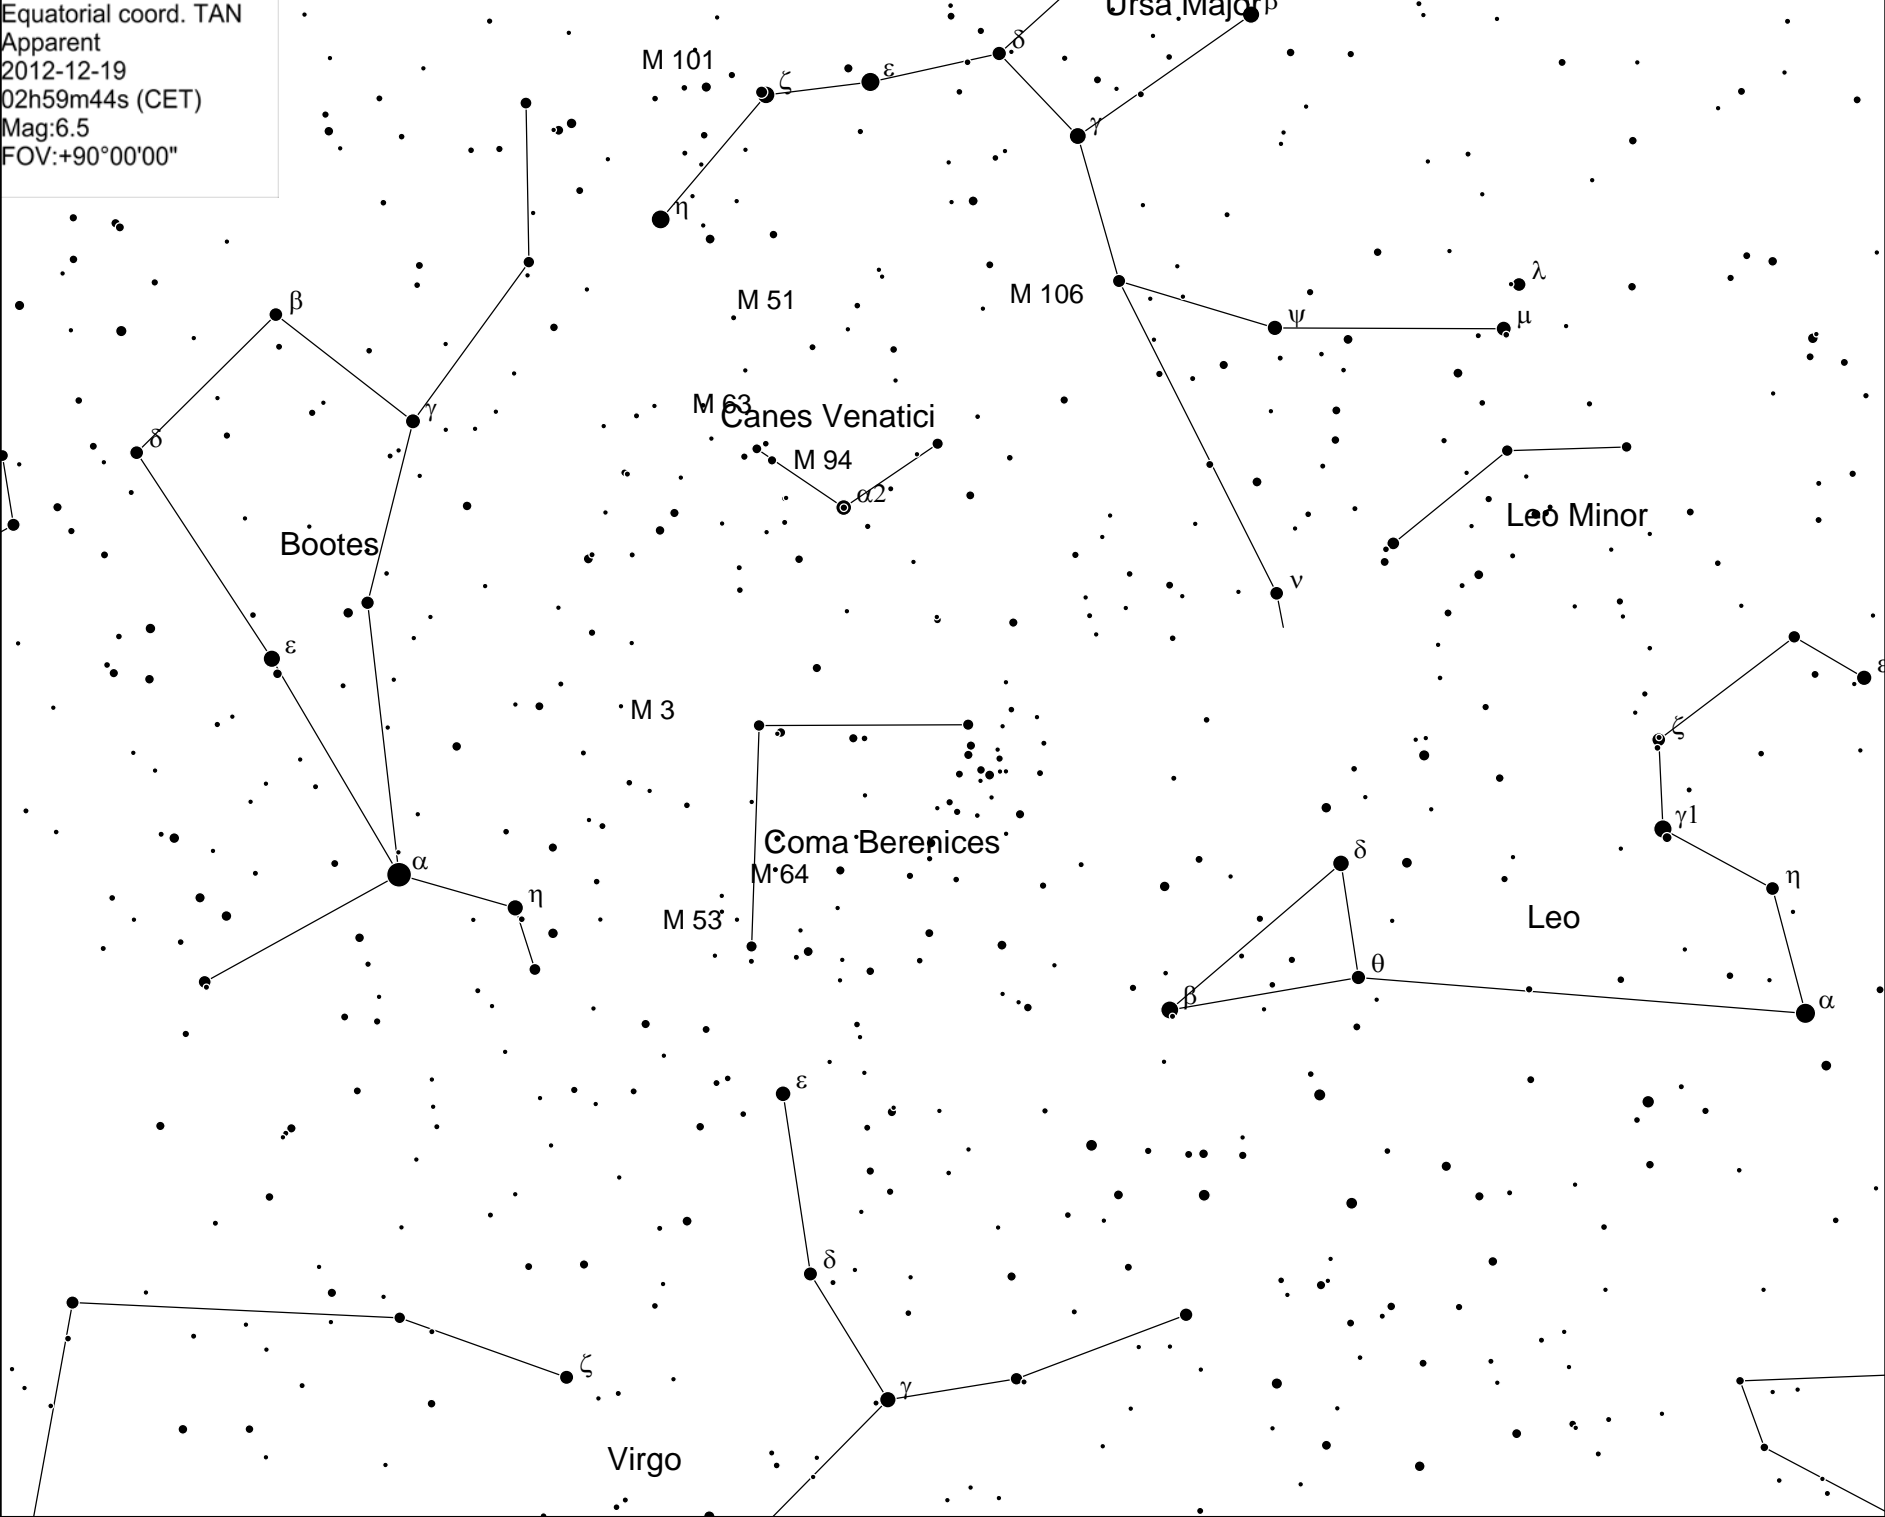 Equatorial coord. TAN
Apparent
2012-12-19
02h59m44s (CET)
Mag:6.5
FOV:+90°00'00"
Ursa Major
β
δ
M 101
ε
ζ
γ
η
λ
M 51
M 106
β
ψ
μ
M 63
Canes Venatici
γ
δ
M 94
α2
Leo Minor
Bootes
ν
ε
ε
M 3
ζ
γ1
Coma Berenices
δ
α
M 64
η
η
M 53
Leo
θ
β
α
ε
δ
ζ
γ
Virgo